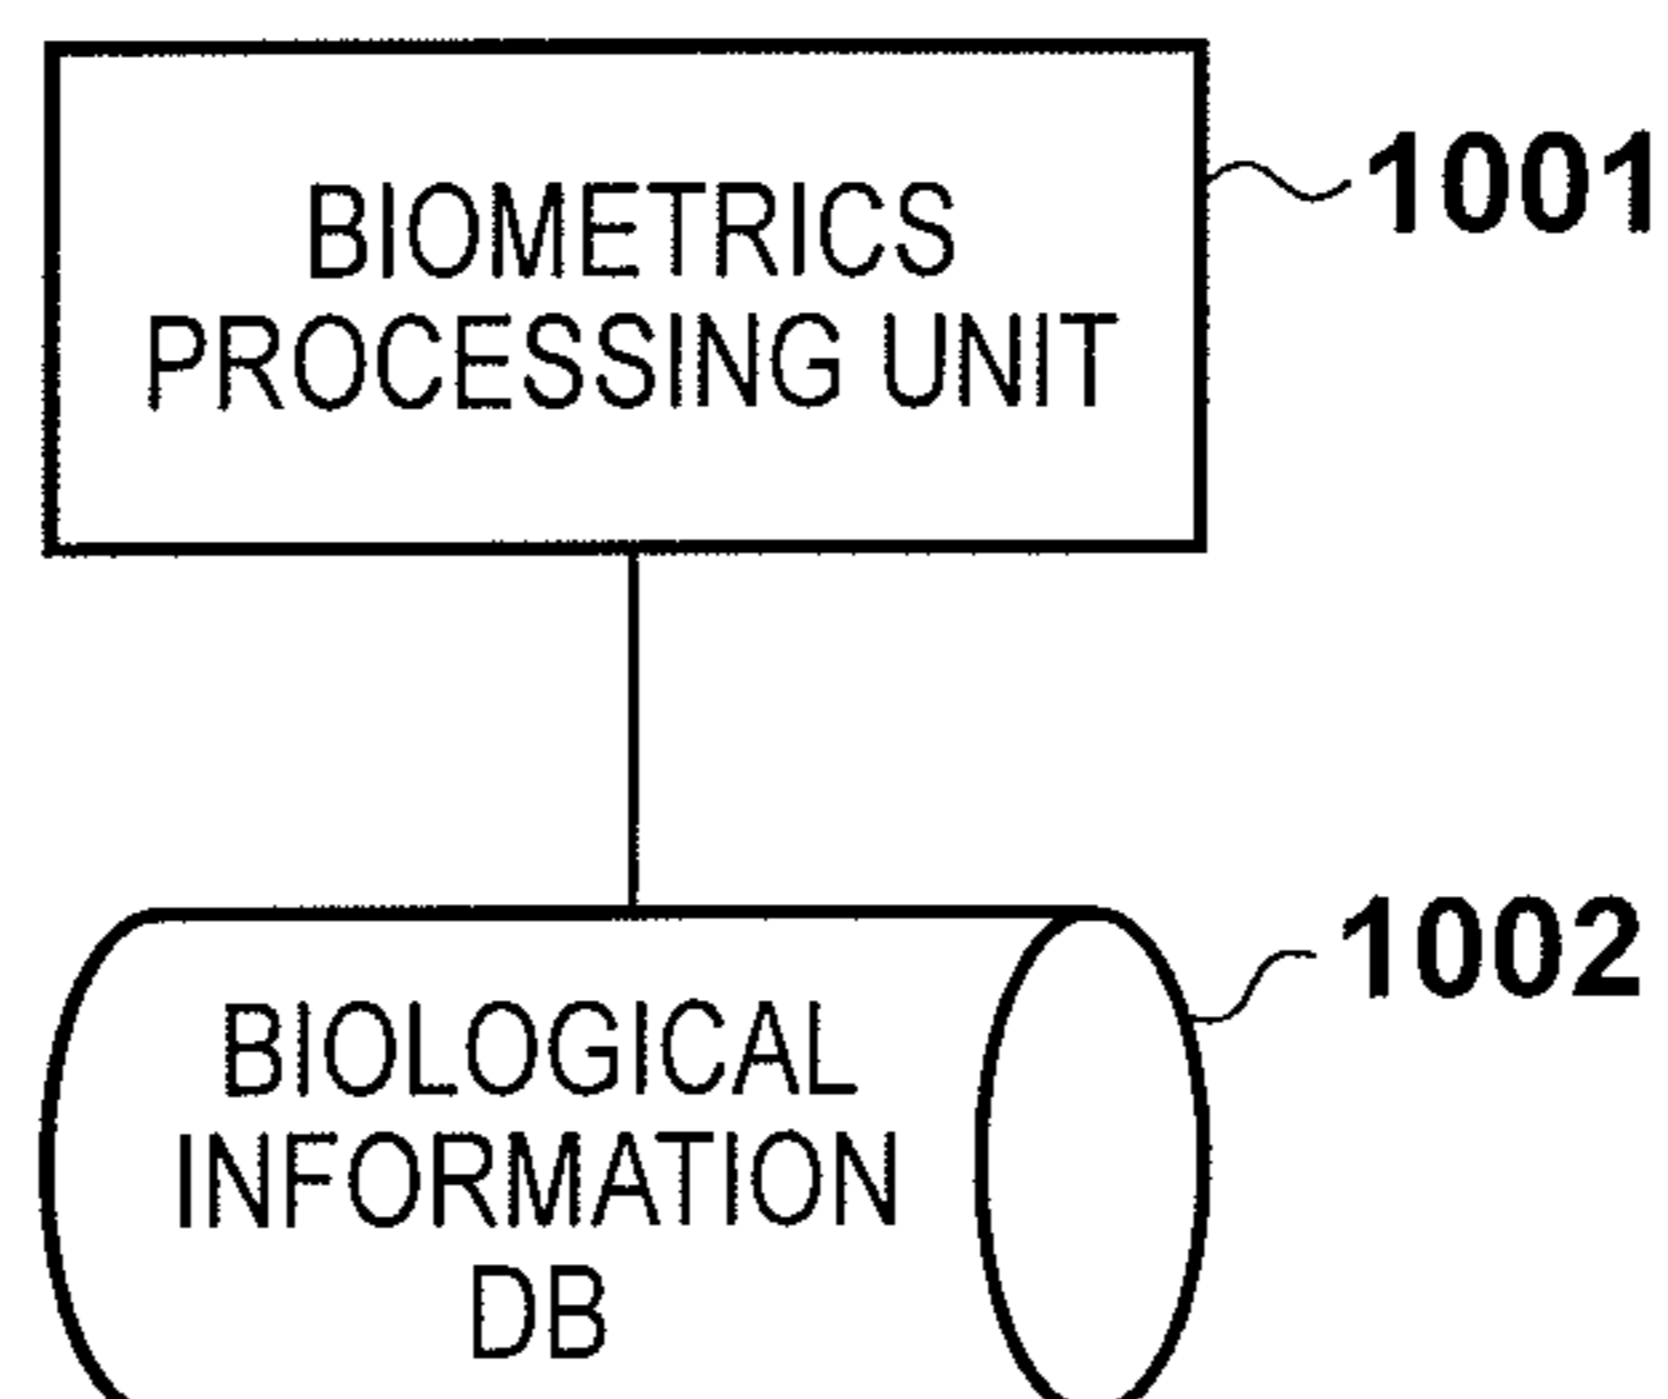 BIOMETRICS
PROCESSING UNIT
1001
BIOLOGICAL
INFORMATION
DB
1002